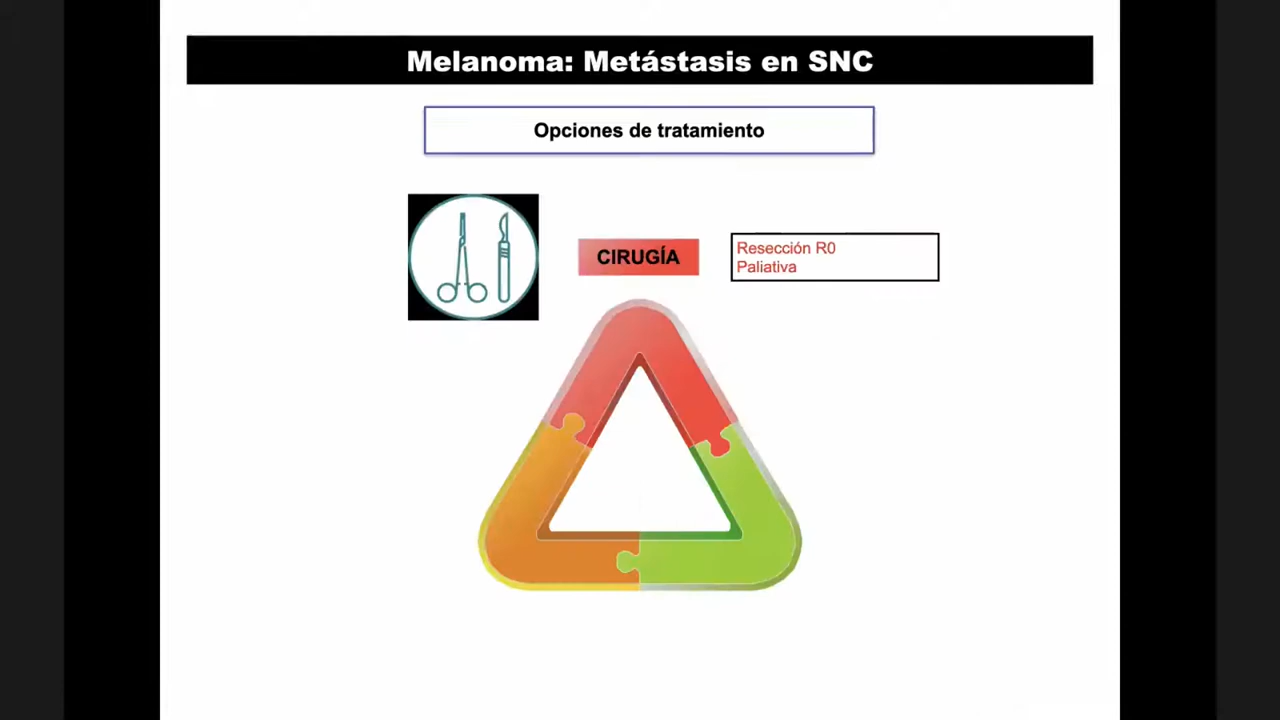 Melanoma: Metástasis en SNC
Opciones de tratamiento
CIRUGÍA
Resección R0
Paliativa